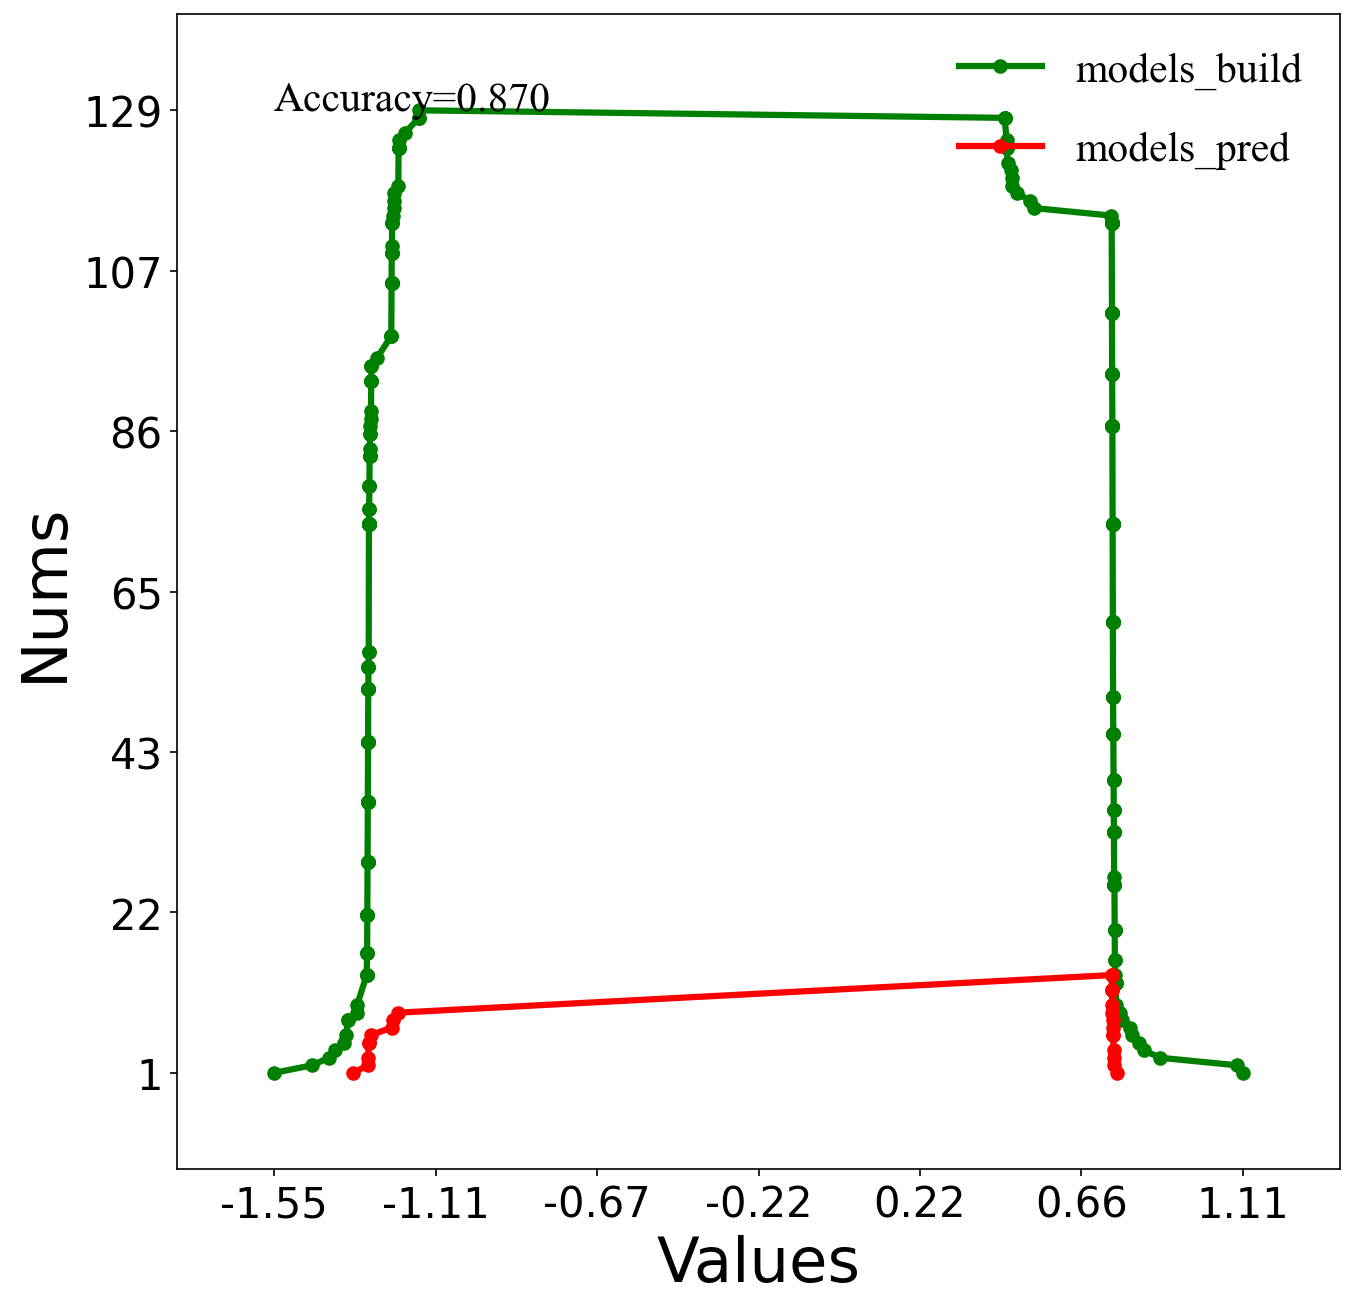 Accuracy=0.870
models_build
models_pred
129
107
86
65
43
22
1
Nums
-1.55 -1.11 -0.67 -0.22 0.22 0.66 1.11
Values